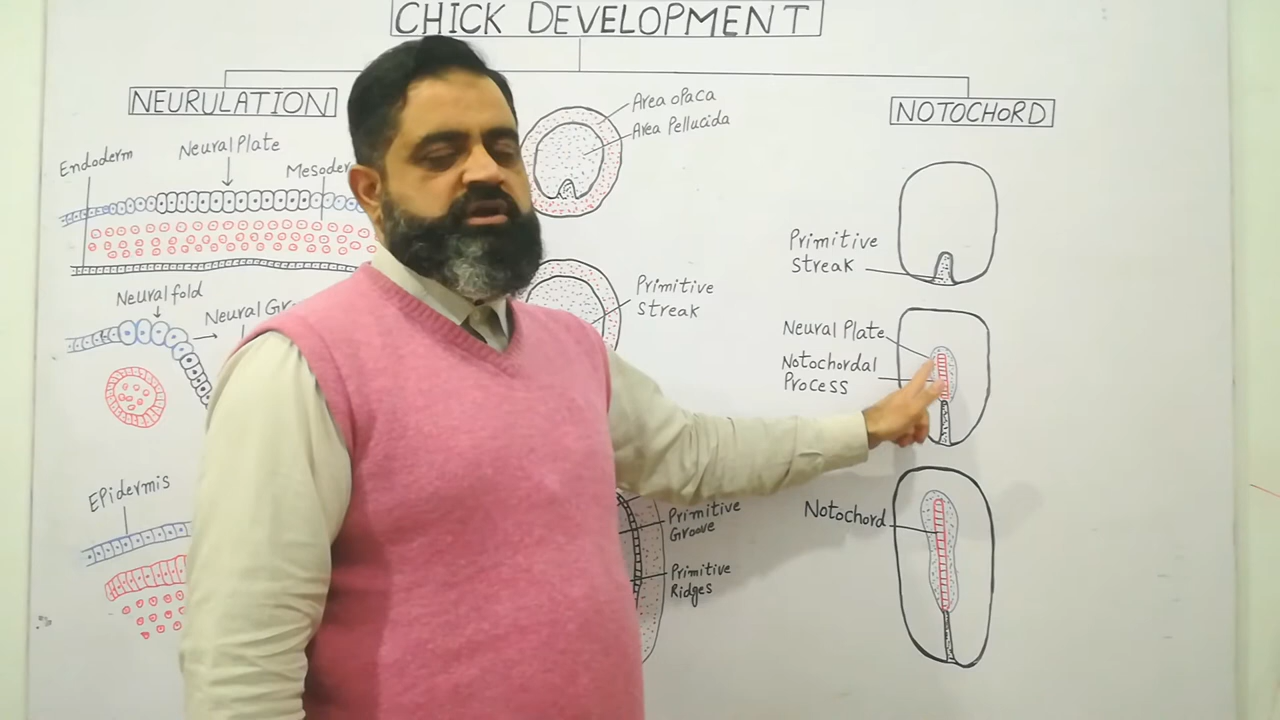 CHICK DEVELOPMENT
NEURULATION
Endoderm
Neural Plate
Neural fold
Epidermis
Area opaca
Area Pellucida
Primitive
Streak
Primitive
Groove
Primitive
Ridges
NOTOCHORD
Primitive
Streak
Neural Plate
Notochordal
Process
Notochord